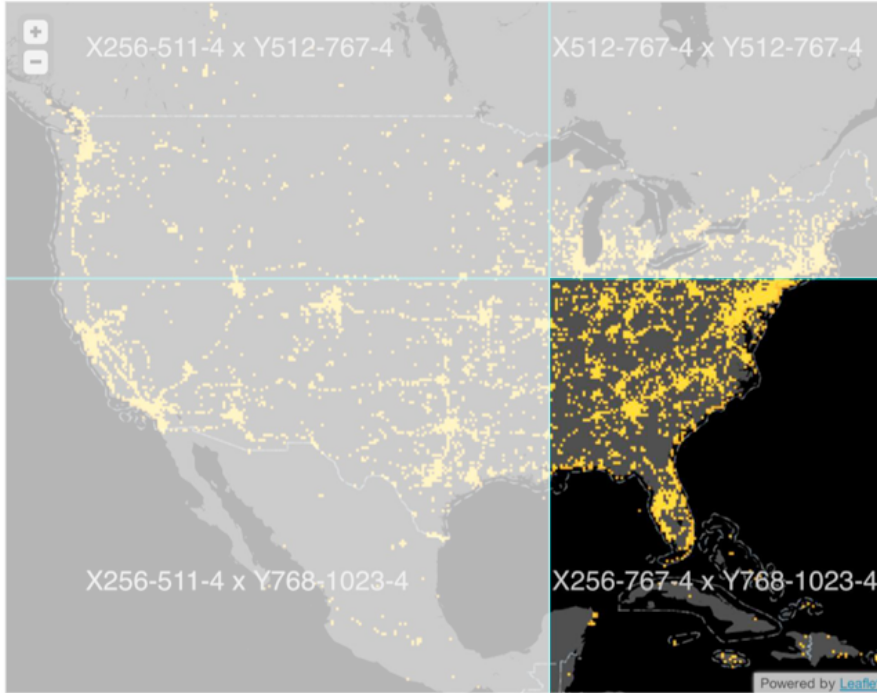 +
X256-511-4 x Y512-767-4
X512-767-4 x Y512-767-4
−
X256-511-4 x Y768-1023-4
X256-767-4 x Y768-1023-4
Powered by Leafle